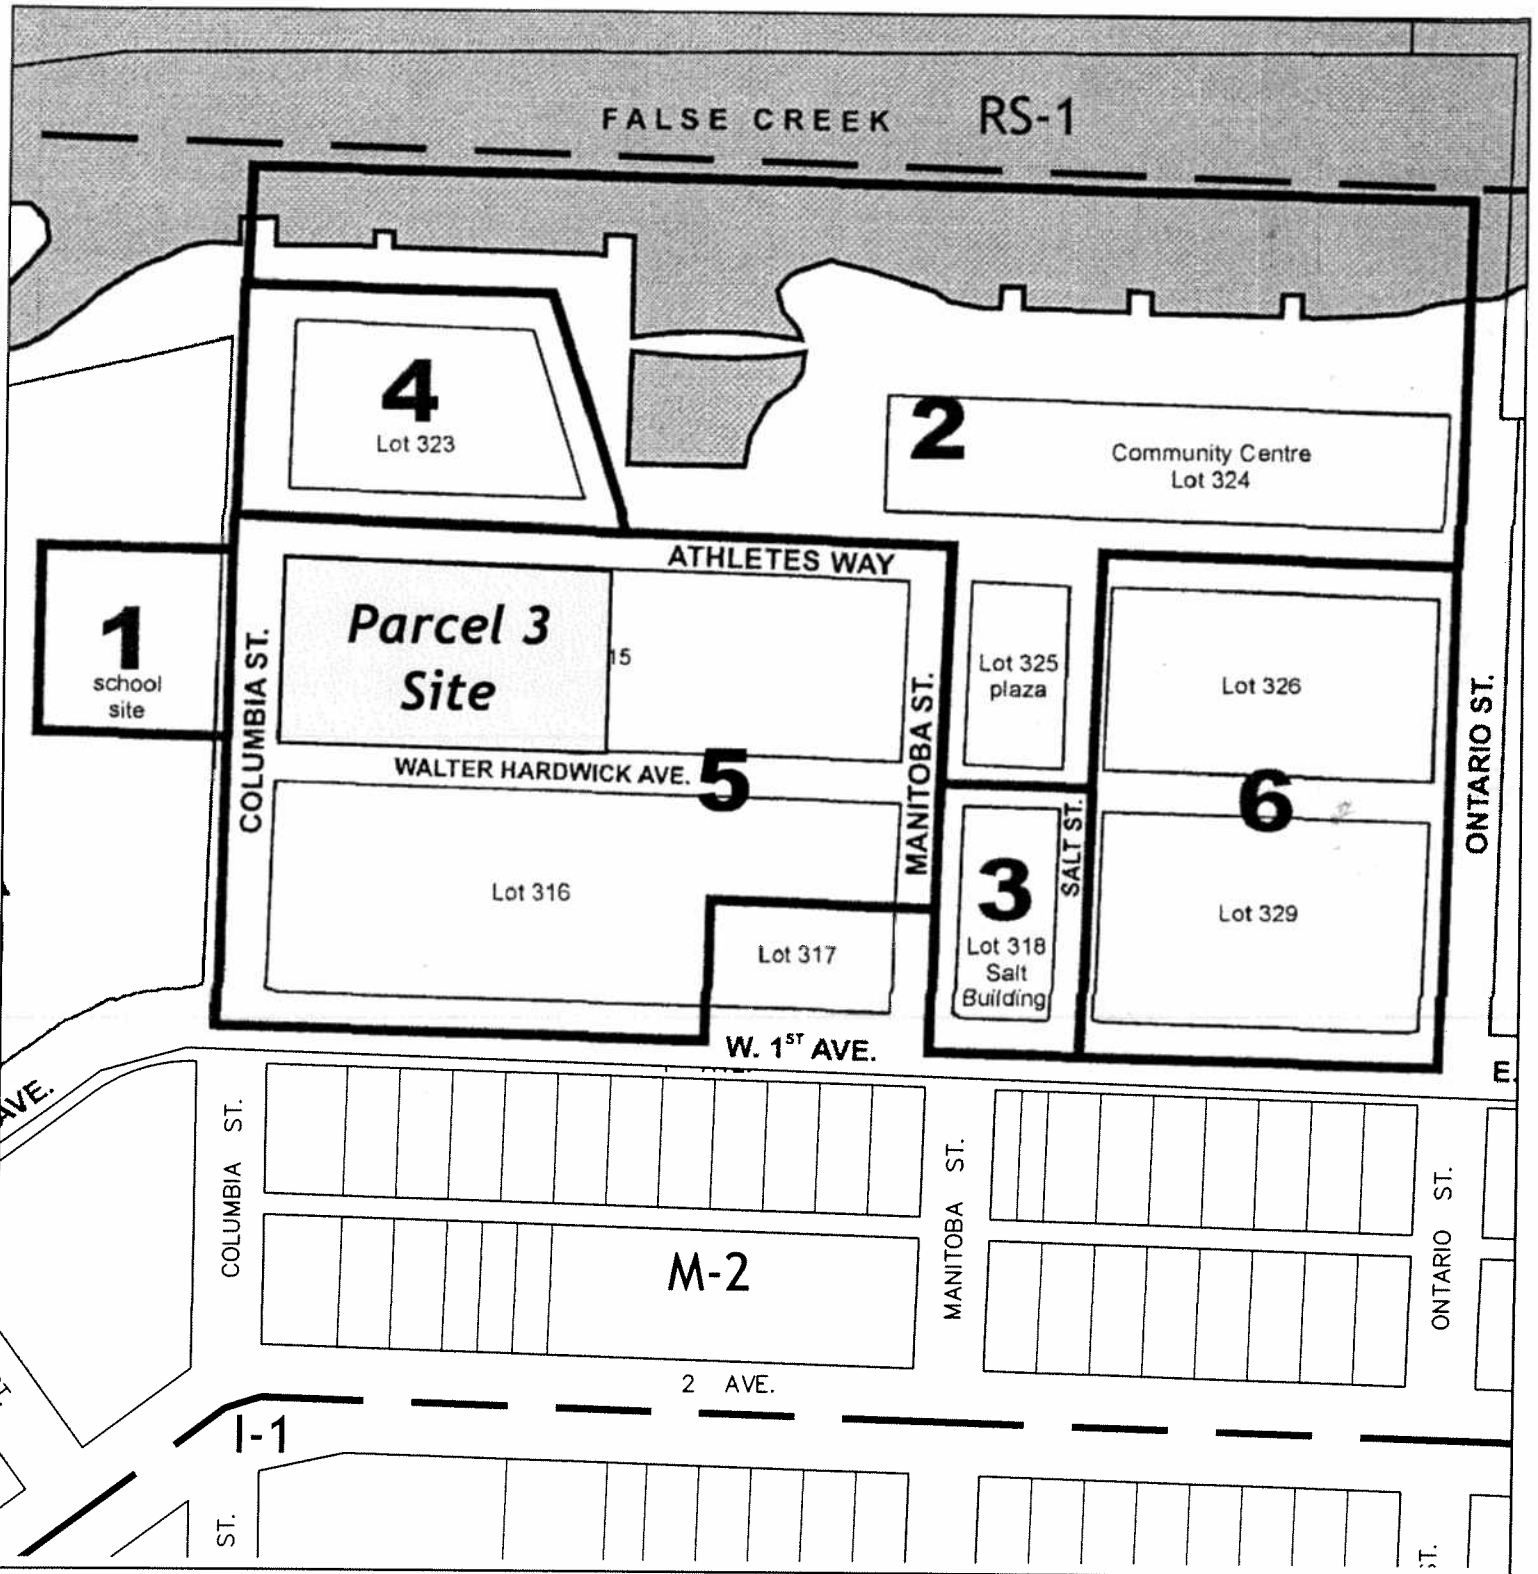 FALSE CREEK RS-1
4
Lot 323
2
Community Centre
Lot 324
ATHLETES WAY
1
school
site
Parcel 3
Site
15
COLUMBIA ST.
WALTER HARDWICK AVE.
5
MANITOBA ST.
Lot 325
plaza
Lot 326
6
ONTARIO ST.
Lot 316
Lot 317
3
Lot 318
Salt
Building
SALT ST.
Lot 329
W. 1ST AVE.
AVE.
E.
COLUMBIA ST.
MANITOBA ST.
ONTARIO ST.
M-2
2 AVE.
I-1
ST.
ST.